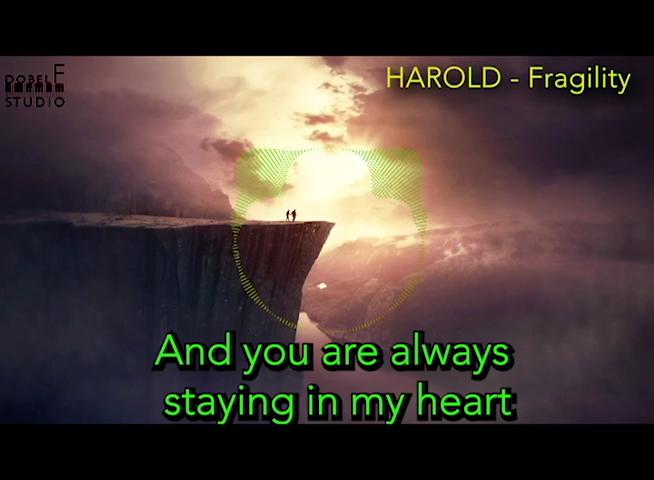 DOBEL F
STUDIO
HAROLD - Fragility
And you are always
staying in my heart